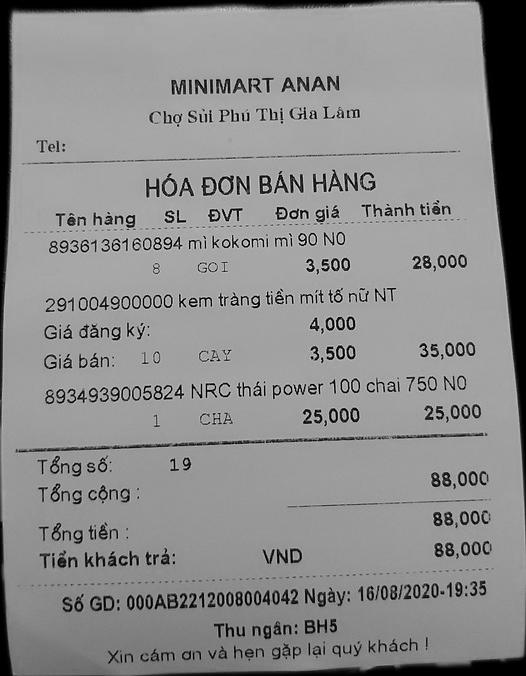 MINIMART ANAN
Chợ Sủi Phú Thị Gia Lâm
Tel:
HÓA ĐƠN BÁN HÀNG
Tên hàng SL ĐVT Đơn giá Thành tiền
8936136160894 mì kokomi mì 90 N0
8 GOI 3,500 28,000
291004900000 kem tràng tiền mít tố nữ NT
Giá đăng ký: 4,000
Giá bán: 10 CAY 3,500 35,000
8934939005824 NRC thái power 100 chai 750 N0
1 CHA 25,000 25,000
Tổng số: 19
Tổng cộng : 88,000
Tổng tiền : 88,000
Tiền khách trả: VND 88,000
Số GD: 000AB2212008004042 Ngày: 16/08/2020-19:35
Thu ngân: BH5
Xin cám ơn và hẹn gặp lại quý khách !